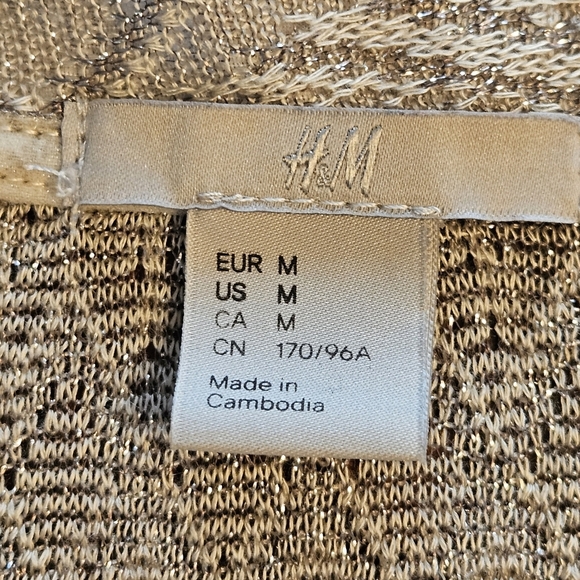 H&M
EUR M
US M
CA M
CN 170/96A
Made in
Cambodia